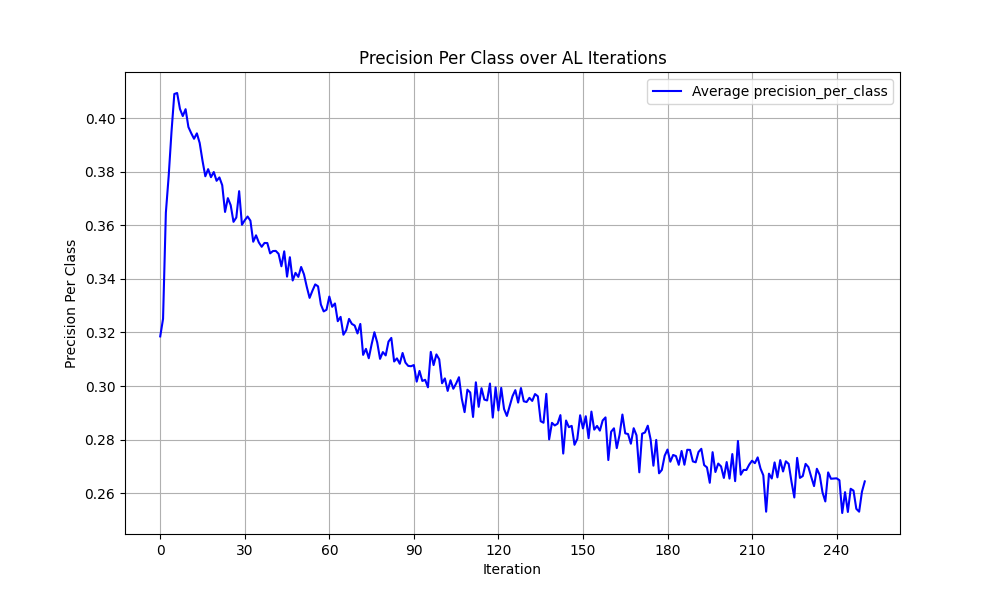 Precision Per Class over AL Iterations
Average precision_per_class
Precision Per Class
0.40
0.38
0.36
0.34
0.32
0.30
0.28
0.26
0 30 60 90 120 150 180 210 240
Iteration